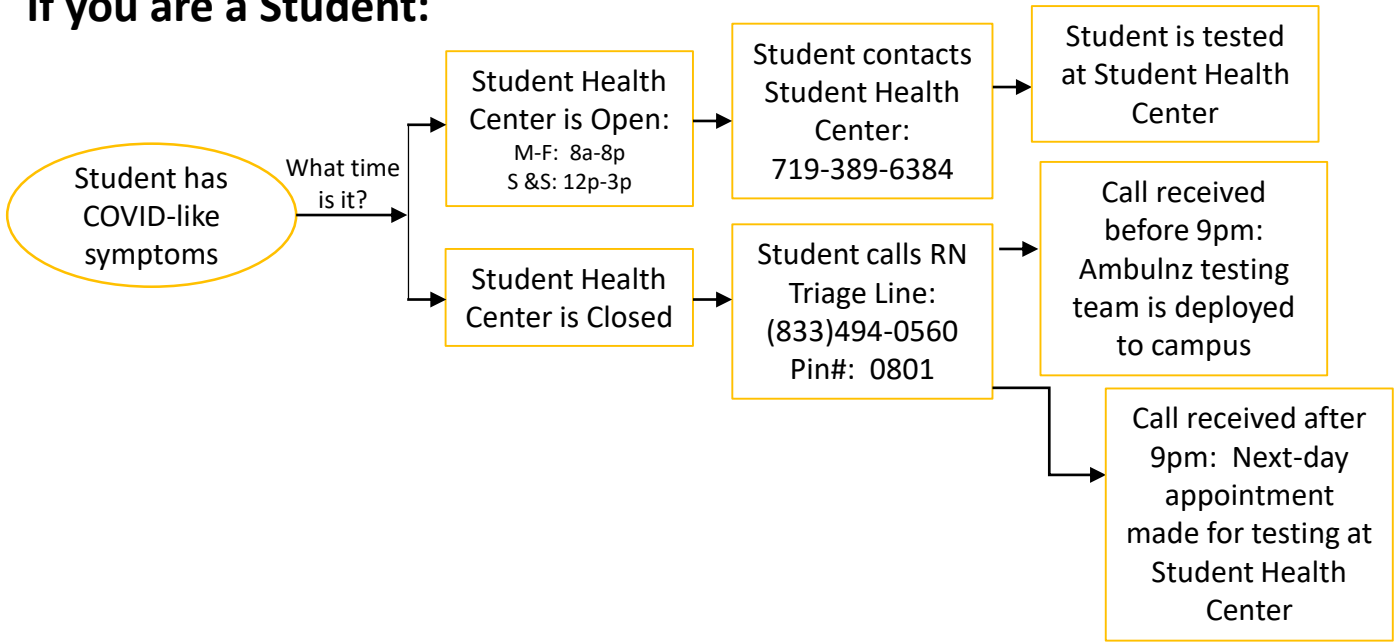 If you are a Student:
Student has
COVID-like
symptoms
What time
is it?
Student Health
Center is Open:
M-F:  8a-8p
S &S: 12p-3p
Student contacts
Student Health
Center:
719-389-6384
Student is tested
at Student Health
Center
Student Health
Center is Closed
Student calls RN
Triage Line:
(833)494-0560
Pin#:  0801
Call received
before 9pm:
Ambulnz testing
team is deployed
to campus
Call received after
9pm:  Next-day
appointment
made for testing at
Student Health
Center